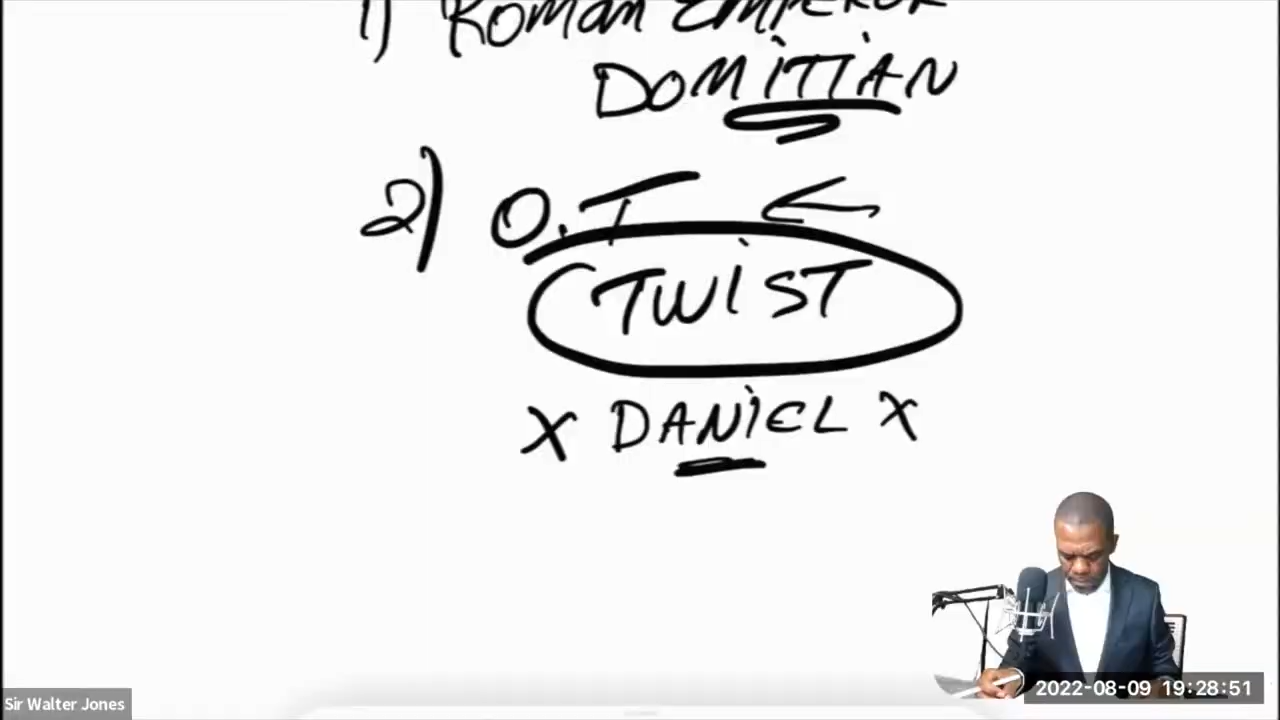 1) ROMAN EMPEROR
DOMITIAN
2) O.T <
TWIST
X DANIEL X
Sir Walter Jones
2022-08-09 19:28:51